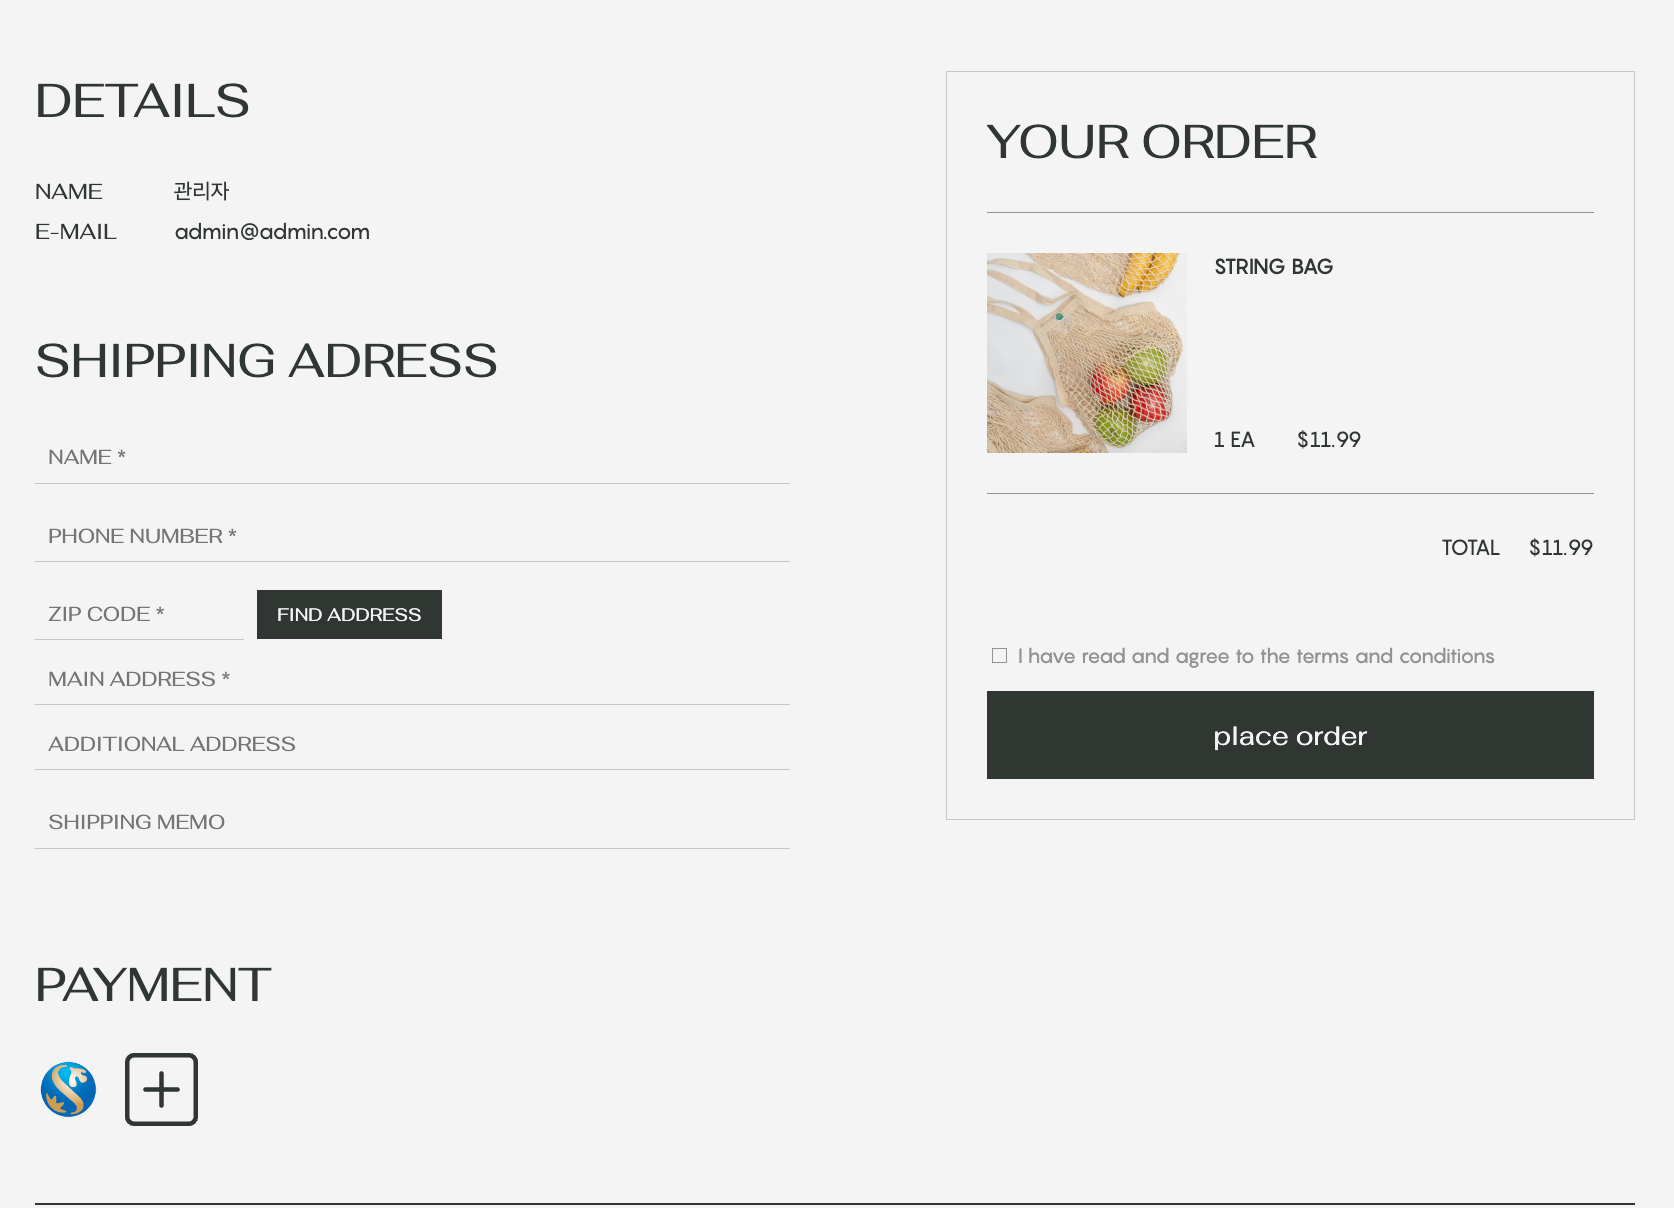 DETAILS
NAME 관리자
E-MAIL admin@admin.com
SHIPPING ADRESS
NAME *
PHONE NUMBER *
ZIP CODE * FIND ADDRESS
MAIN ADDRESS *
ADDITIONAL ADDRESS
SHIPPING MEMO
PAYMENT
YOUR ORDER
STRING BAG
1 EA $11.99
TOTAL $11.99
I have read and agree to the terms and conditions
place order